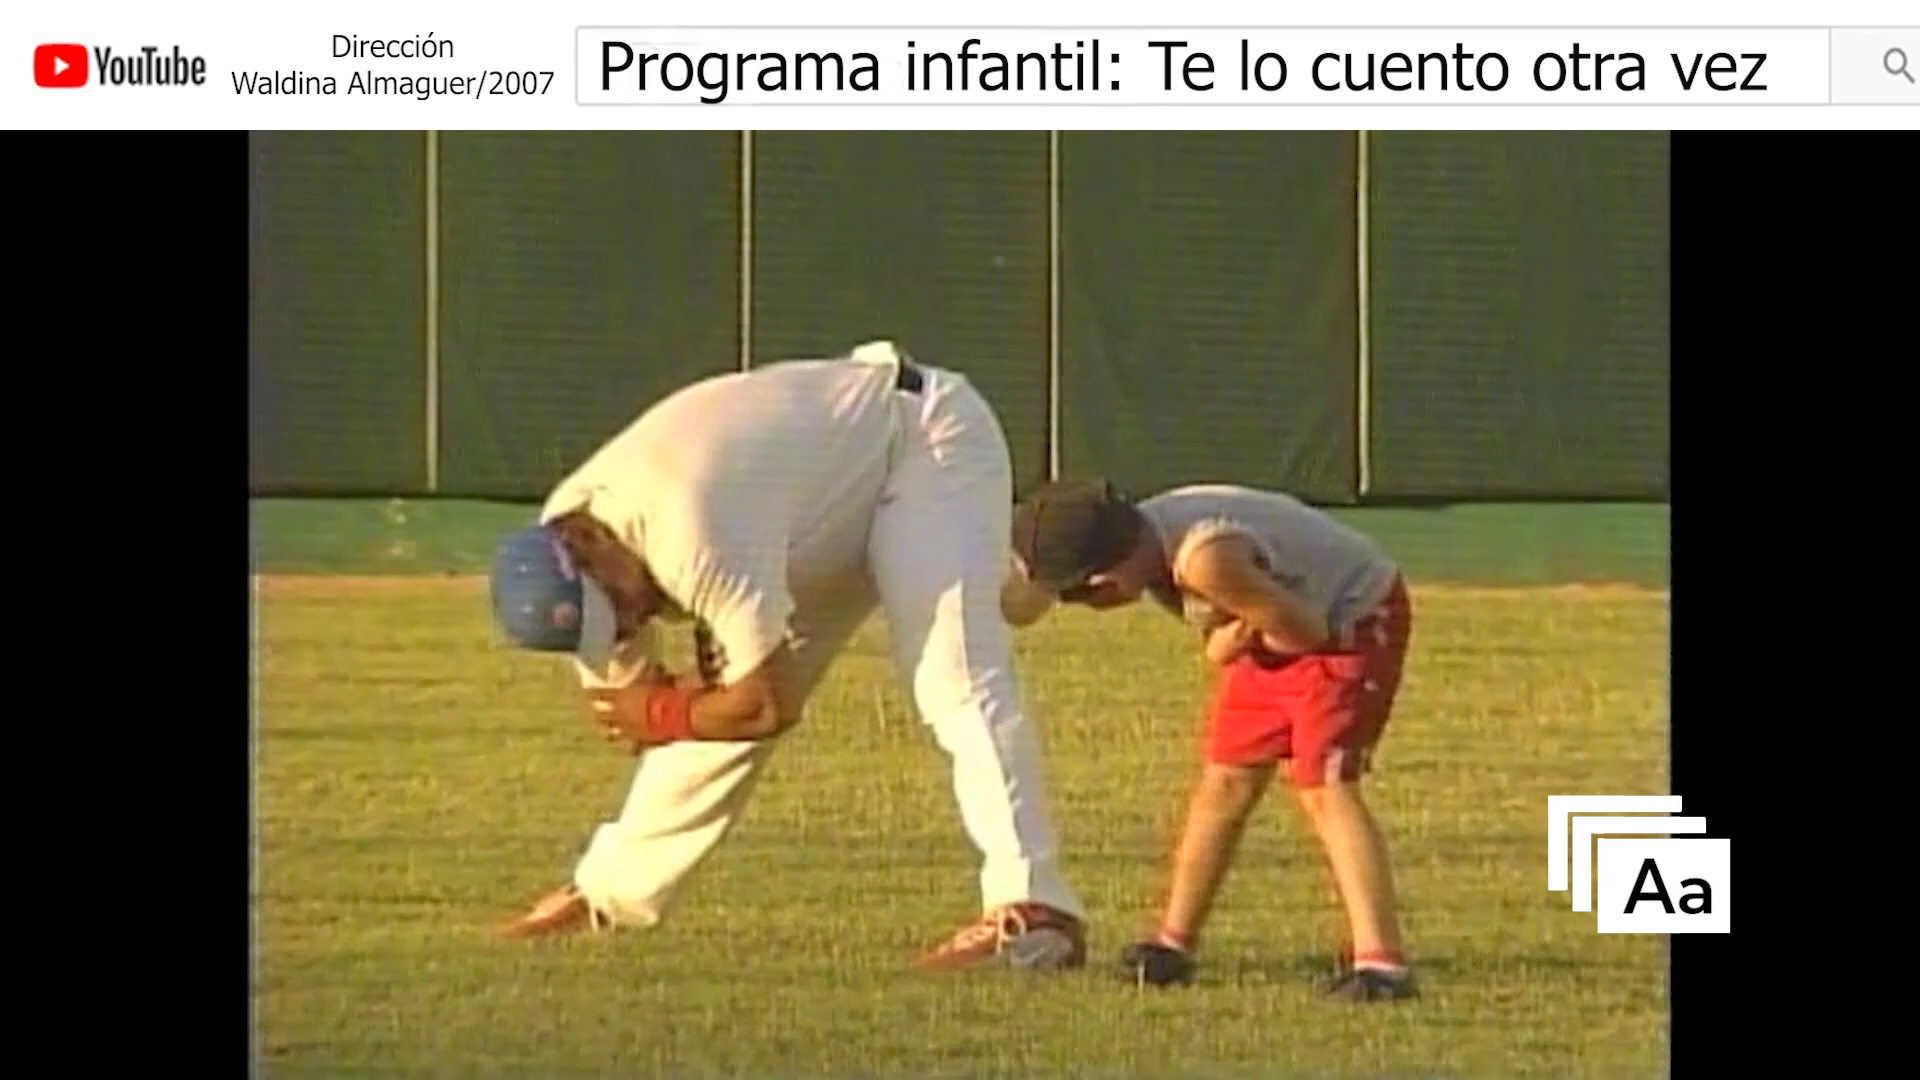 YouTube
Dirección
Waldina Almaguer/2007
Programa infantil: Te lo cuento otra vez
Aa